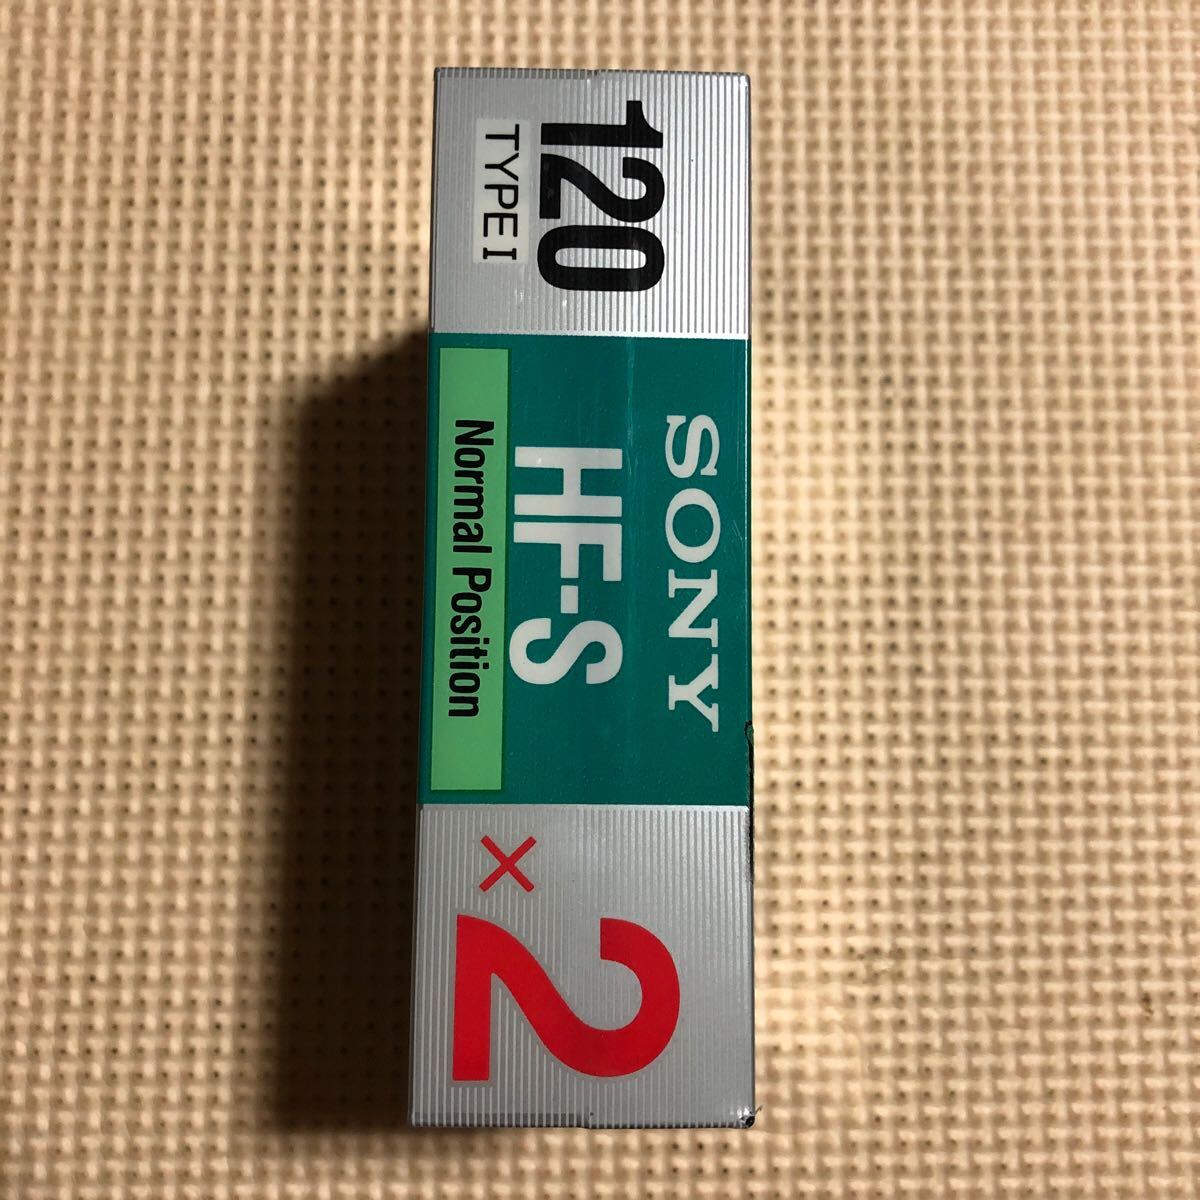 120
TYPE I
SONY
HF-S
Normal Position
×2